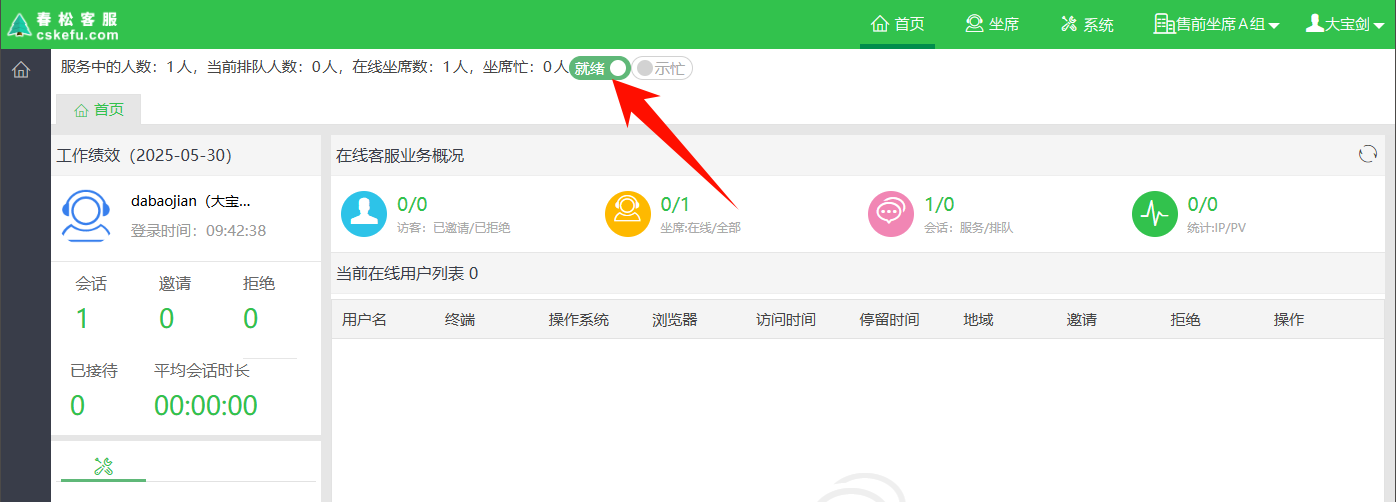 春松客服
cskefu.com
首页
坐席
系统
售前坐席A组
大宝剑
服务中的人数：1人，当前排队人数：0人，在线坐席数：1人，坐席忙：0人 就绪 示忙
首页
工作绩效（2025-05-30）
dabaojian（大宝...
登录时间：09:42:38
会话 邀请 拒绝
1 0 0
已接待 平均会话时长
0 00:00:00
在线客服业务概况
0/0
访客：已邀请/已拒绝
0/1
坐席:在线/全部
1/0
会话：服务/排队
0/0
统计:IP/PV
当前在线用户列表 0
用户名 终端 操作系统 浏览器 访问时间 停留时间 地域 邀请 拒绝 操作